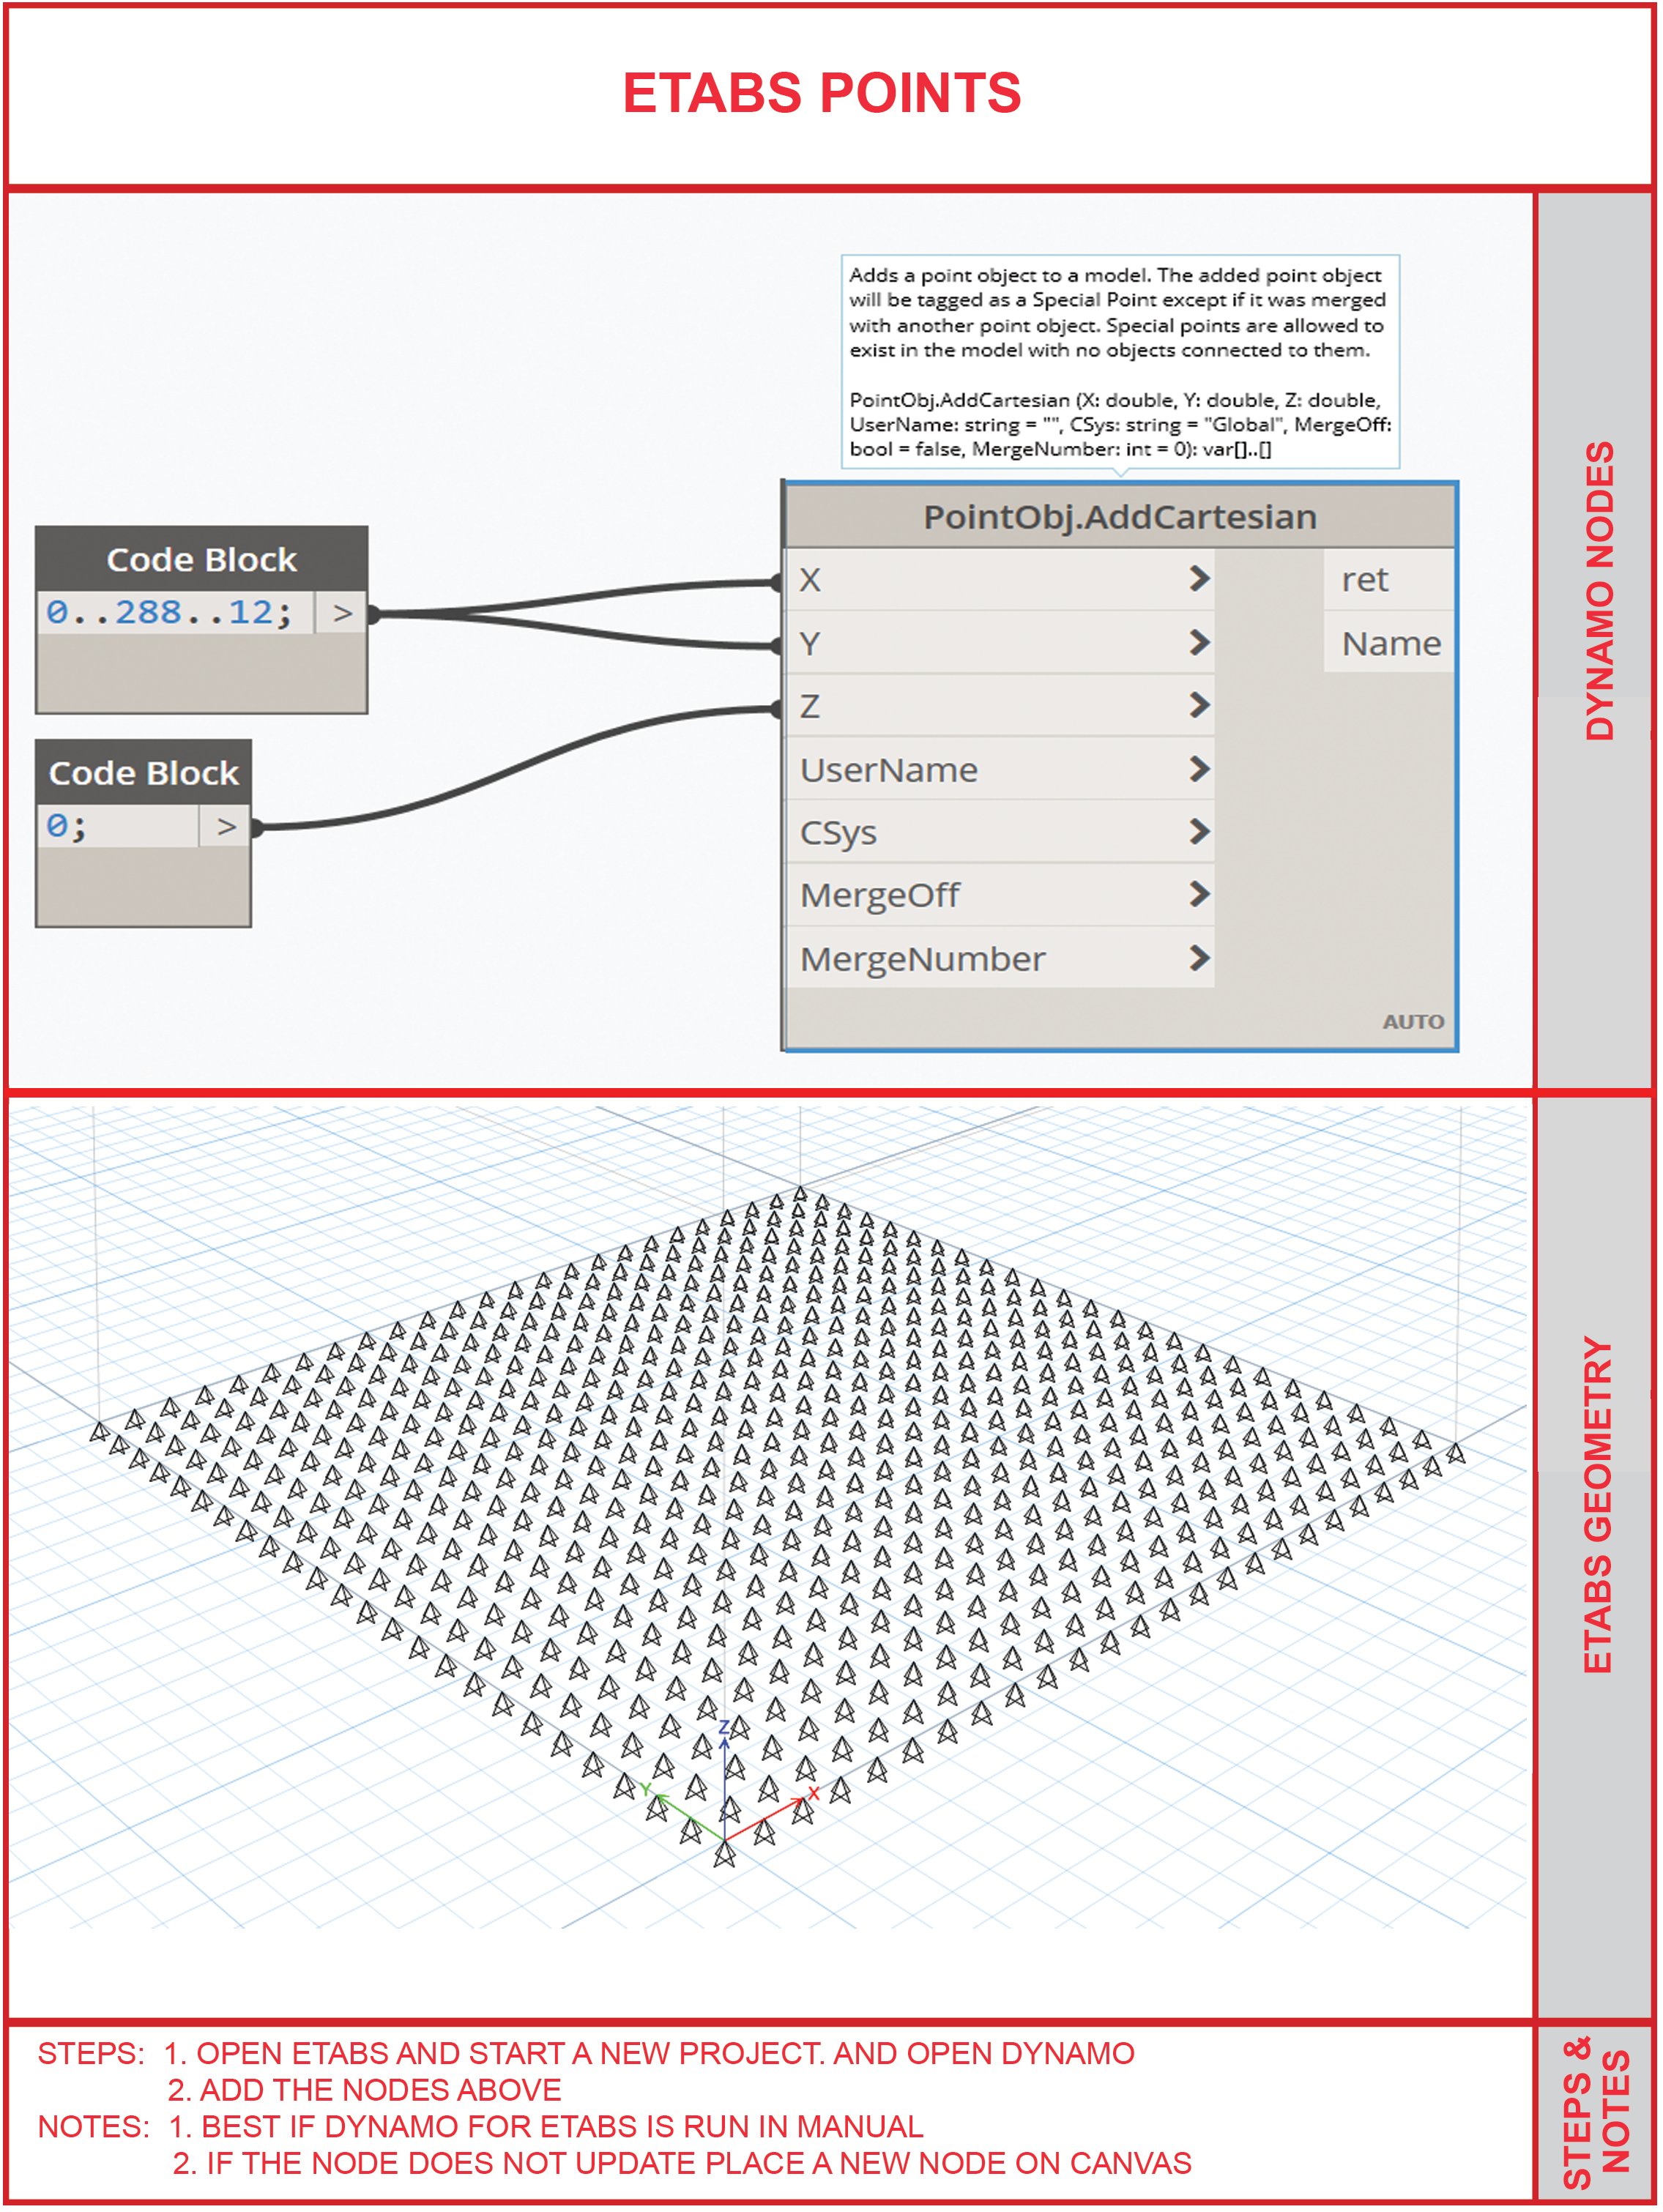 ETABS POINTS
Adds a point object to a model. The added point object
will be tagged as a Special Point except if it was merged
with another point object. Special points are allowed to
exist in the model with no objects connected to them.
PointObj.AddCartesian (X: double, Y: double, Z: double,
UserName: string = "", CSys: string = "Global", MergeOff:
bool = false, MergeNumber: int = 0): var[]..[]
Code Block
0..288..12; >
Code Block
0; >
PointObj.AddCartesian
X > ret
Y > Name
Z >
UserName >
CSys >
MergeOff >
MergeNumber >
AUTO
DYNAMO NODES
Z
Y
X
ETABS GEOMETRY
STEPS: 1. OPEN ETABS AND START A NEW PROJECT. AND OPEN DYNAMO
2. ADD THE NODES ABOVE
NOTES: 1. BEST IF DYNAMO FOR ETABS IS RUN IN MANUAL
2. IF THE NODE DOES NOT UPDATE PLACE A NEW NODE ON CANVAS
STEPS &
NOTES